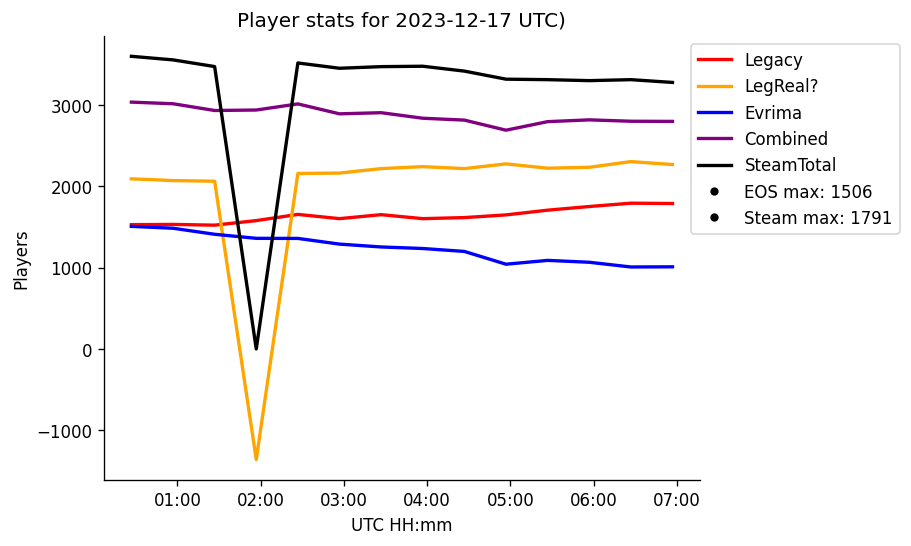 Player stats for 2023-12-17 UTC)
Legacy
LegReal?
Evrima
Combined
SteamTotal
EOS max: 1506
Steam max: 1791
Players
3000
2000
1000
0
−1000
01:00 02:00 03:00 04:00 05:00 06:00 07:00
UTC HH:mm